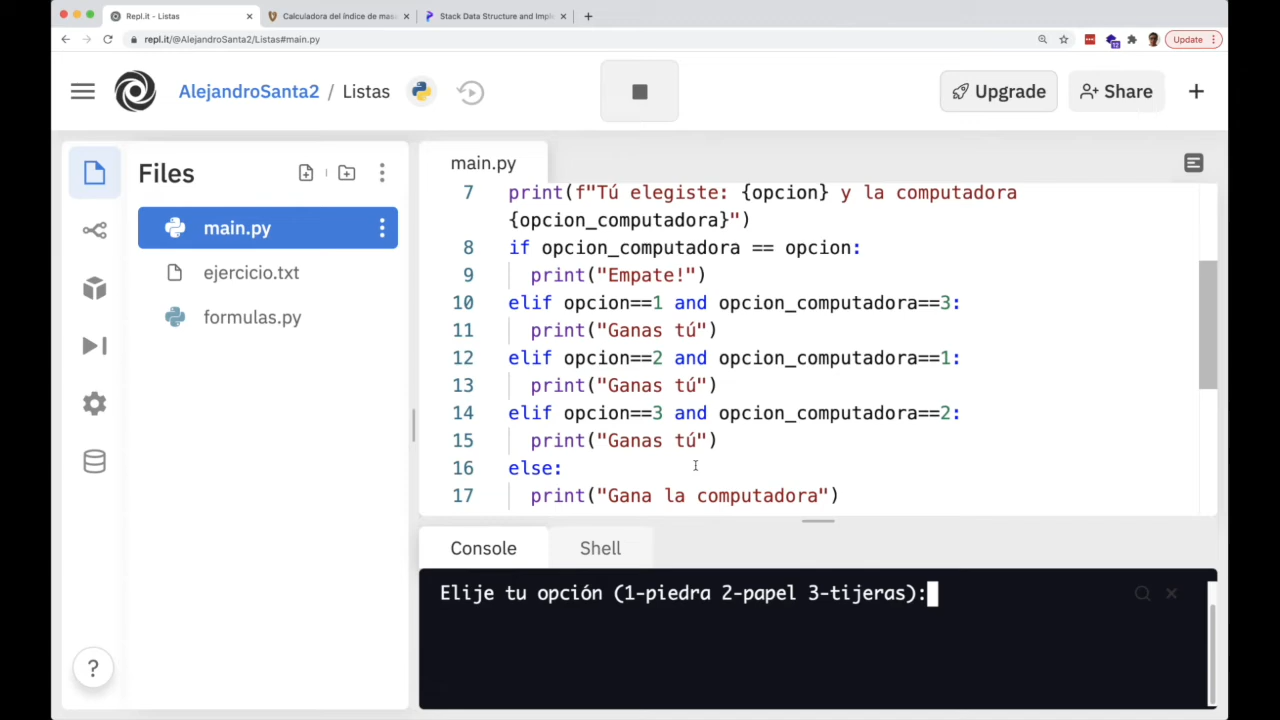 Repl.it - Listas
Calculadora del índice de mas
Stack Data Structure and Imple
repl.it/@AlejandroSanta2/Listas#main.py
12
Update
AlejandroSanta2 / Listas
Upgrade
Share
Files
main.py
ejercicio.txt
formulas.py
main.py
7 print(f"Tú elegiste: {opcion} y la computadora
{opcion_computadora}")
8 if opcion_computadora == opcion:
9 print("Empate!")
10 elif opcion==1 and opcion_computadora==3:
11 print("Ganas tú")
12 elif opcion==2 and opcion_computadora==1:
13 print("Ganas tú")
14 elif opcion==3 and opcion_computadora==2:
15 print("Ganas tú")
16 else:
17 print("Gana la computadora")
Console
Shell
Elije tu opción (1-piedra 2-papel 3-tijeras):
?